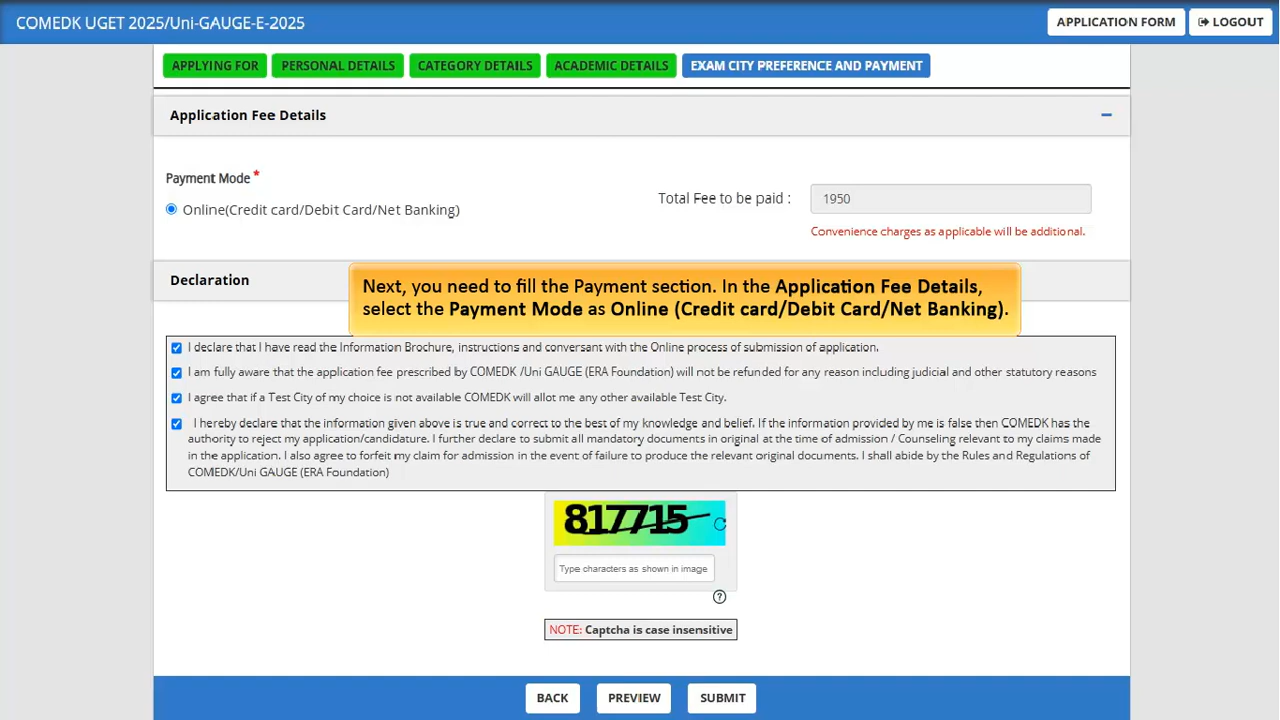 COMEDK UGET 2025/Uni-GAUGE-E-2025
APPLICATION FORM
LOGOUT
APPLYING FOR
PERSONAL DETAILS
CATEGORY DETAILS
ACADEMIC DETAILS
EXAM CITY PREFERENCE AND PAYMENT
Application Fee Details
Payment Mode *
Online(Credit card/Debit Card/Net Banking)
Total Fee to be paid :
1950
Convenience charges as applicable will be additional.
Declaration
Next, you need to fill the Payment section. In the Application Fee Details,
select the Payment Mode as Online (Credit card/Debit Card/Net Banking).
I declare that I have read the Information Brochure, instructions and conversant with the Online process of submission of application.
I am fully aware that the application fee prescribed by COMEDK /Uni GAUGE (ERA Foundation) will not be refunded for any reason including judicial and other statutory reasons
I agree that if a Test City of my choice is not available COMEDK will allot me any other available Test City.
I hereby declare that the information given above is true and correct to the best of my knowledge and belief. If the information provided by me is false then COMEDK has the
authority to reject my application/candidature. I further declare to submit all mandatory documents in original at the time of admission / Counseling relevant to my claims made
in the application. I also agree to forfeit my claim for admission in the event of failure to produce the relevant original documents. I shall abide by the Rules and Regulations of
COMEDK/Uni GAUGE (ERA Foundation)
817715
Type characters as shown in image
NOTE: Captcha is case insensitive
BACK
PREVIEW
SUBMIT